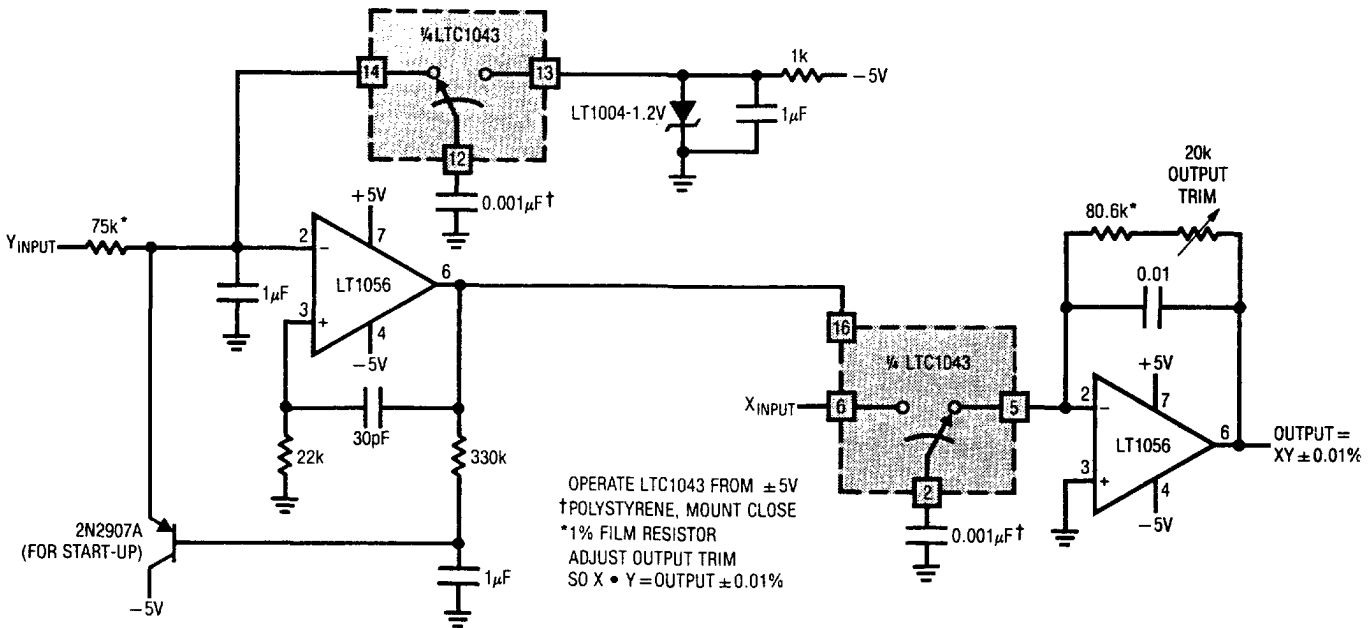 ¼LTC1043
14
13
12
1k
−5V
LT1004-1.2V
1µF
0.001µF†
YINPUT
75k*
1µF
+5V
2
−
7
LT1056
6
3
+
4
−5V
30pF
22k
330k
2N2907A
(FOR START-UP)
−5V
1µF
OPERATE LTC1043 FROM ±5V
†POLYSTYRENE, MOUNT CLOSE
*1% FILM RESISTOR
ADJUST OUTPUT TRIM
SO X • Y = OUTPUT ±0.01%
16
¼ LTC1043
XINPUT
6
5
2
0.001µF†
20k
OUTPUT
TRIM
80.6k*
0.01
+5V
2
−
7
LT1056
6
3
+
4
−5V
OUTPUT =
XY ±0.01%